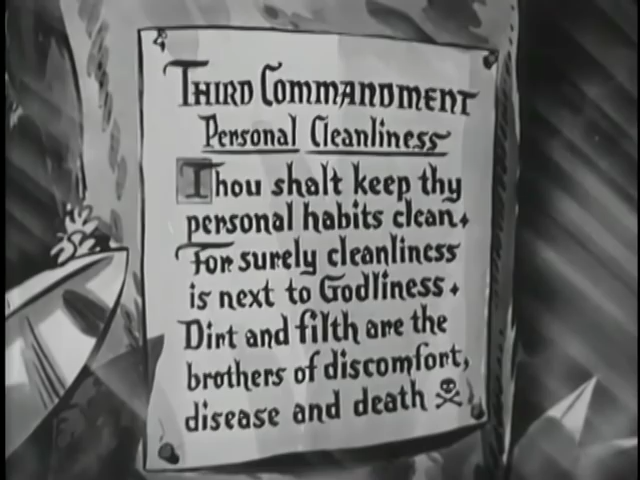 Third Commandment
Personal Cleanliness
Thou shalt keep thy
personal habits clean.
For surely cleanliness
is next to Godliness.
Dirt and filth are the
brothers of discomfort,
disease and death